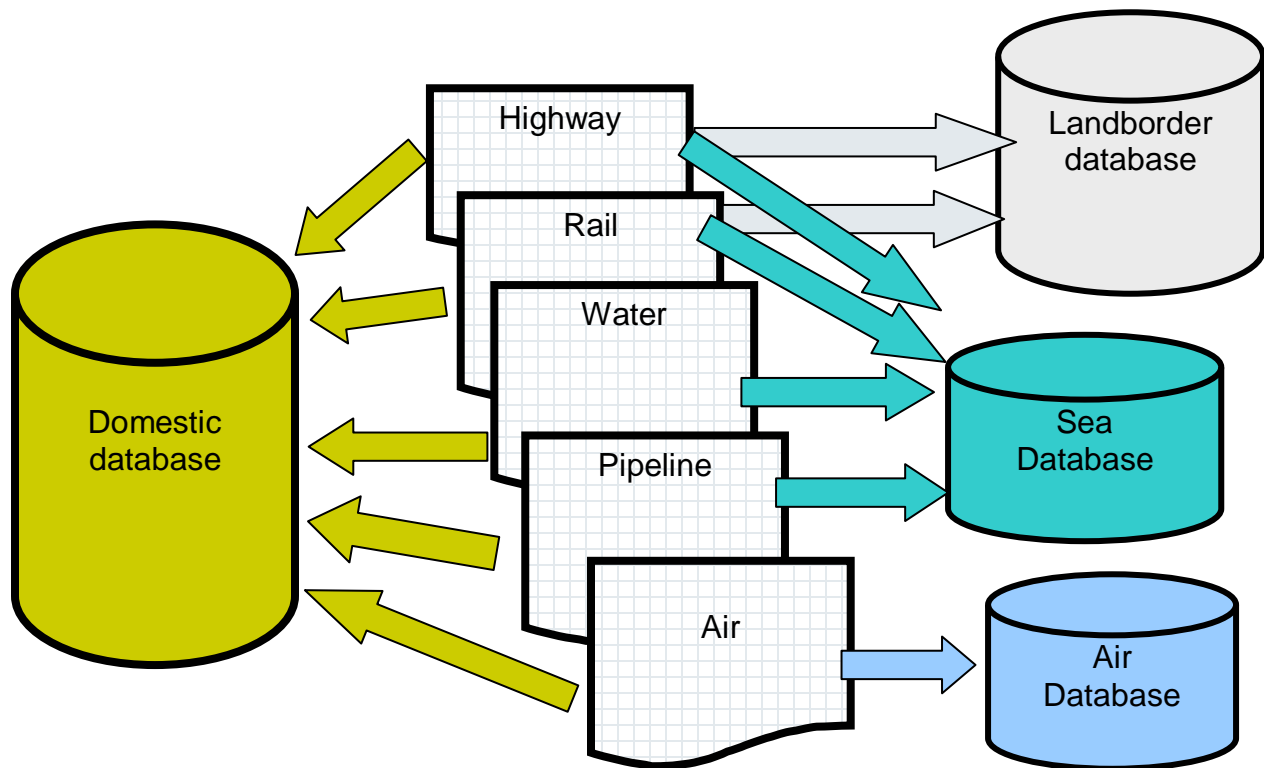 Highway
Rail
Water
Pipeline
Air
Domestic
database
Landborder
database
Sea
Database
Air
Database